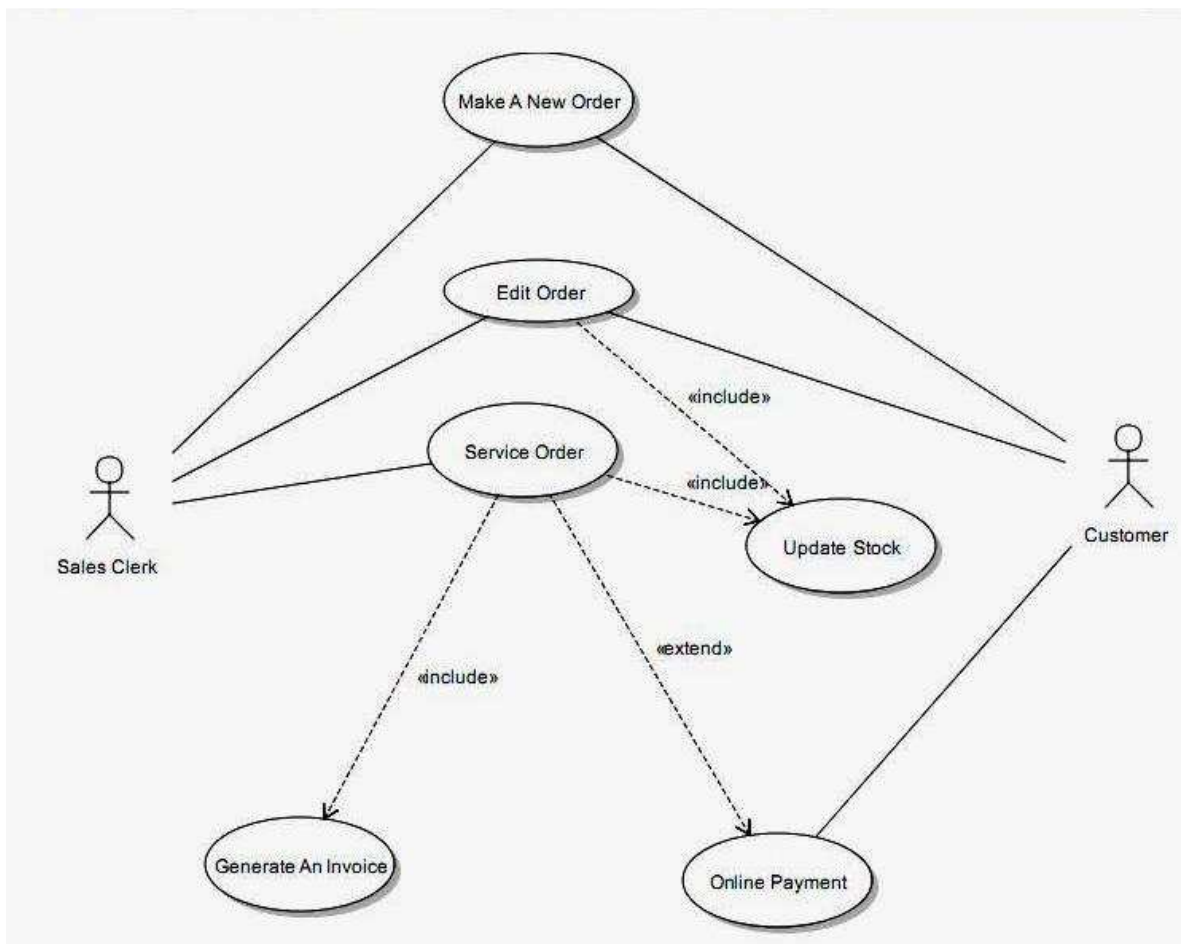 Make A New Order
Edit Order
«include»
Service Order
«include»
Update Stock
Customer
Sales Clerk
«extend»
«include»
Generate An Invoice
Online Payment